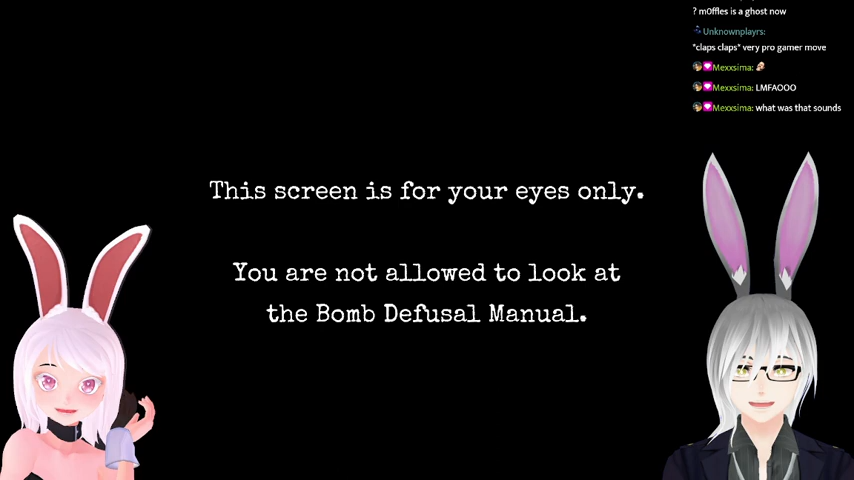 ? m0ffles is a ghost now
Unknownplayrs:
*claps claps* very pro gamer move
Mexxsima:
Mexxsima: LMFAOOO
Mexxsima: what was that sounds
This screen is for your eyes only.
You are not allowed to look at
the Bomb Defusal Manual.